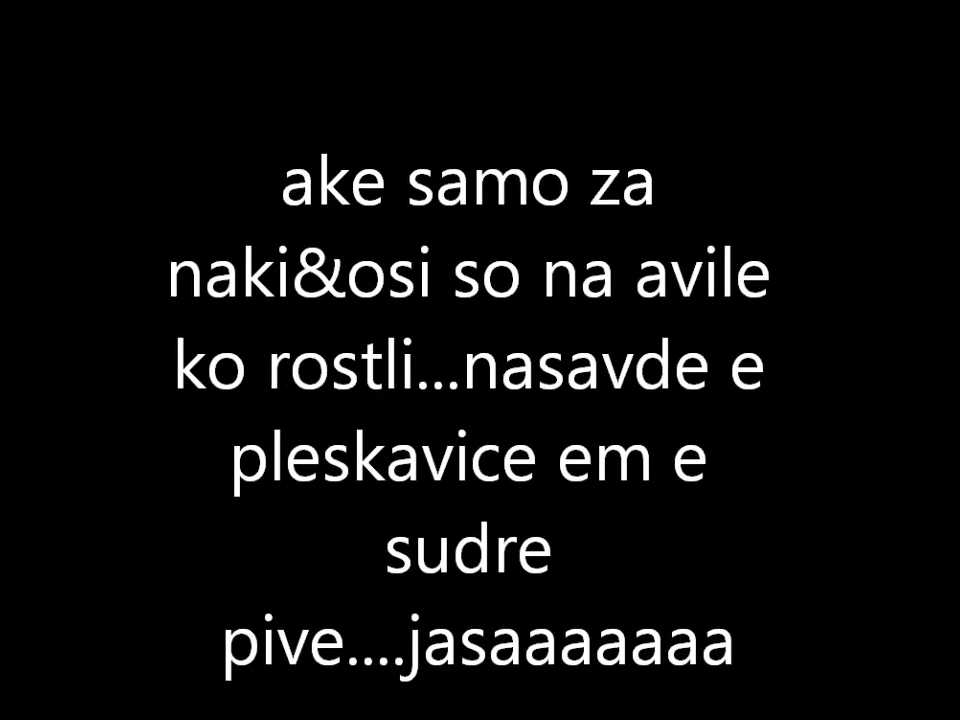 ake samo za
naki&osi so na avile
ko rostli...nasavde e
pleskavice em e
sudre
pive....jasaaaaaaa